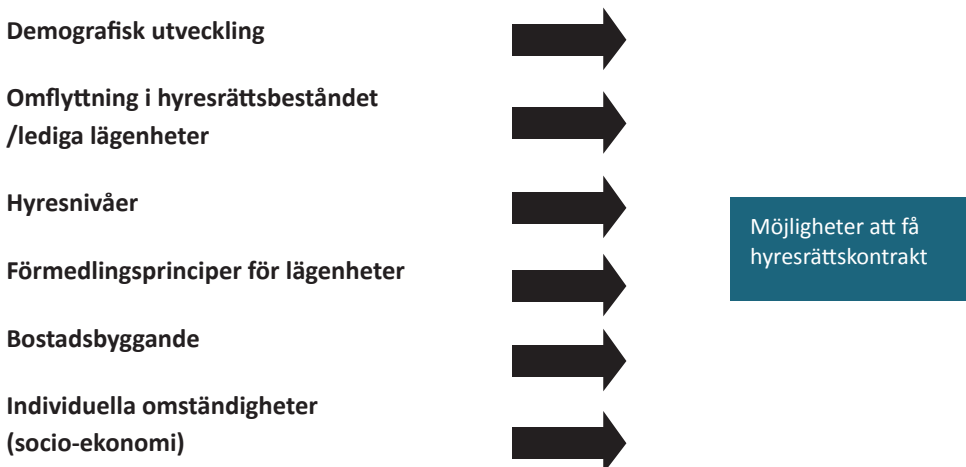 Demografisk utveckling
Omflyttning i hyresrättsbeståndet
/lediga lägenheter
Hyresnivåer
Förmedlingsprinciper för lägenheter
Bostadsbyggande
Individuella omständigheter
(socio-ekonomi)
Möjligheter att få
hyresrättskontrakt